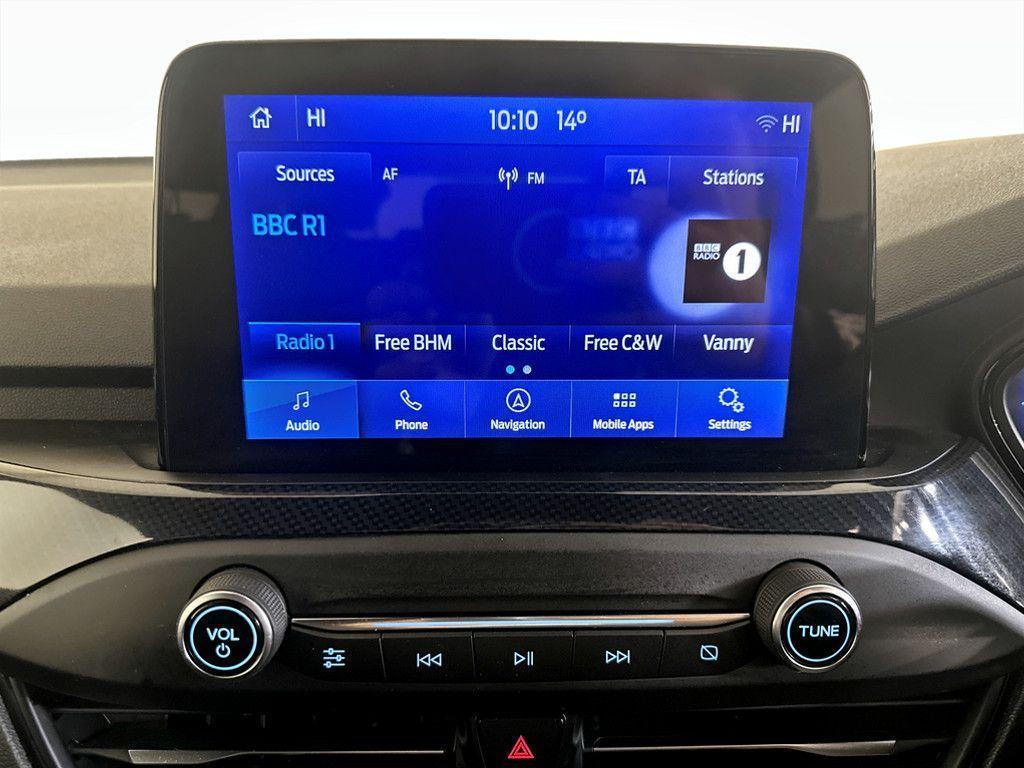 HI 10:10 14° HI
Sources AF FM TA Stations
BBC R1
BBC
RADIO 1
Radio 1 Free BHM Classic Free C&W Vanny
Audio Phone Navigation Mobile Apps Settings
VOL TUNE